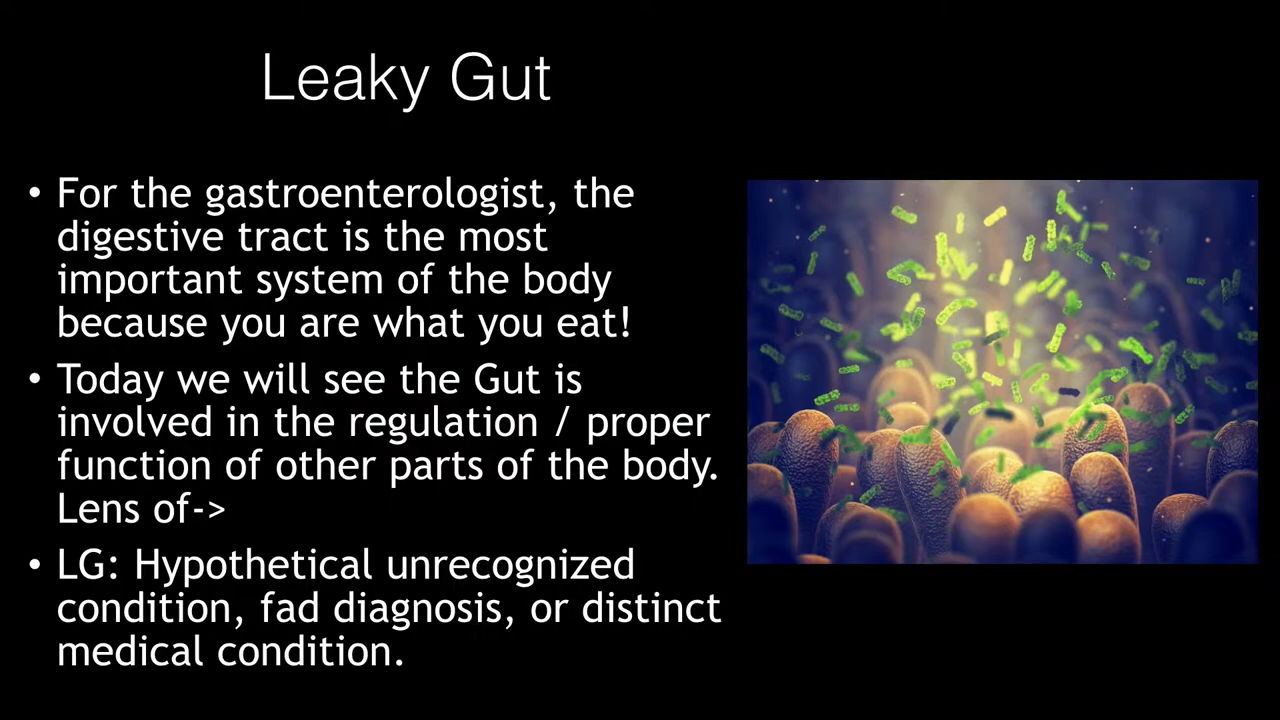 Leaky Gut
• For the gastroenterologist, the
digestive tract is the most
important system of the body
because you are what you eat!
• Today we will see the Gut is
involved in the regulation / proper
function of other parts of the body.
Lens of->
• LG: Hypothetical unrecognized
condition, fad diagnosis, or distinct
medical condition.